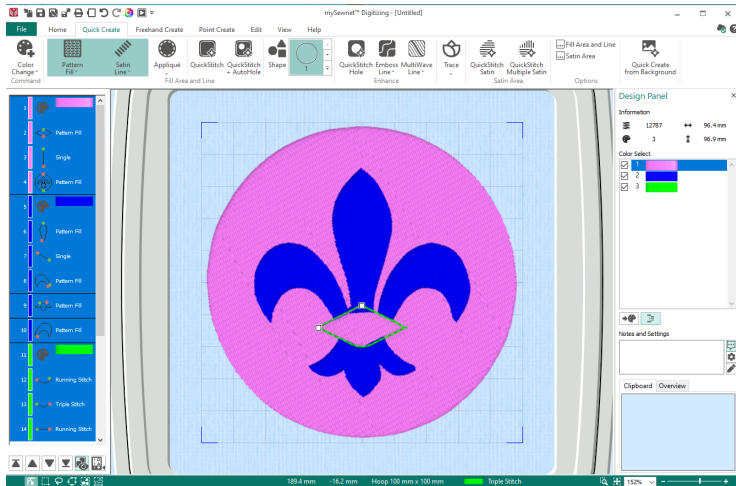 mySewnet™ Digitizing - [Untitled]
File Home Quick Create Freehand Create Point Create Edit View Help
Color Change Pattern Fill Satin Line Appliqué QuickStitch QuickStitch + AutoHole Shape 1 QuickStitch Hole Emboss Line MultiWave Line Trace QuickStitch Satin QuickStitch Multiple Satin Fill Area and Line Satin Area Quick Create from Background
Command Fill Area and Line Enhance Satin Area Options
1
2 Pattern Fill
3 Single
4 Pattern Fill
5
6 Pattern Fill
7 Single
8 Pattern Fill
9 Pattern Fill
10 Pattern Fill
11
12 Running Stitch
13 Triple Stitch
14 Running Stitch
Design Panel
Information
12787 96.4 mm
3 96.9 mm
Color Select
1
2
3
Notes and Settings
Clipboard Overview
189.4 mm -16.2 mm Hoop 100 mm x 100 mm Triple Stitch 152%